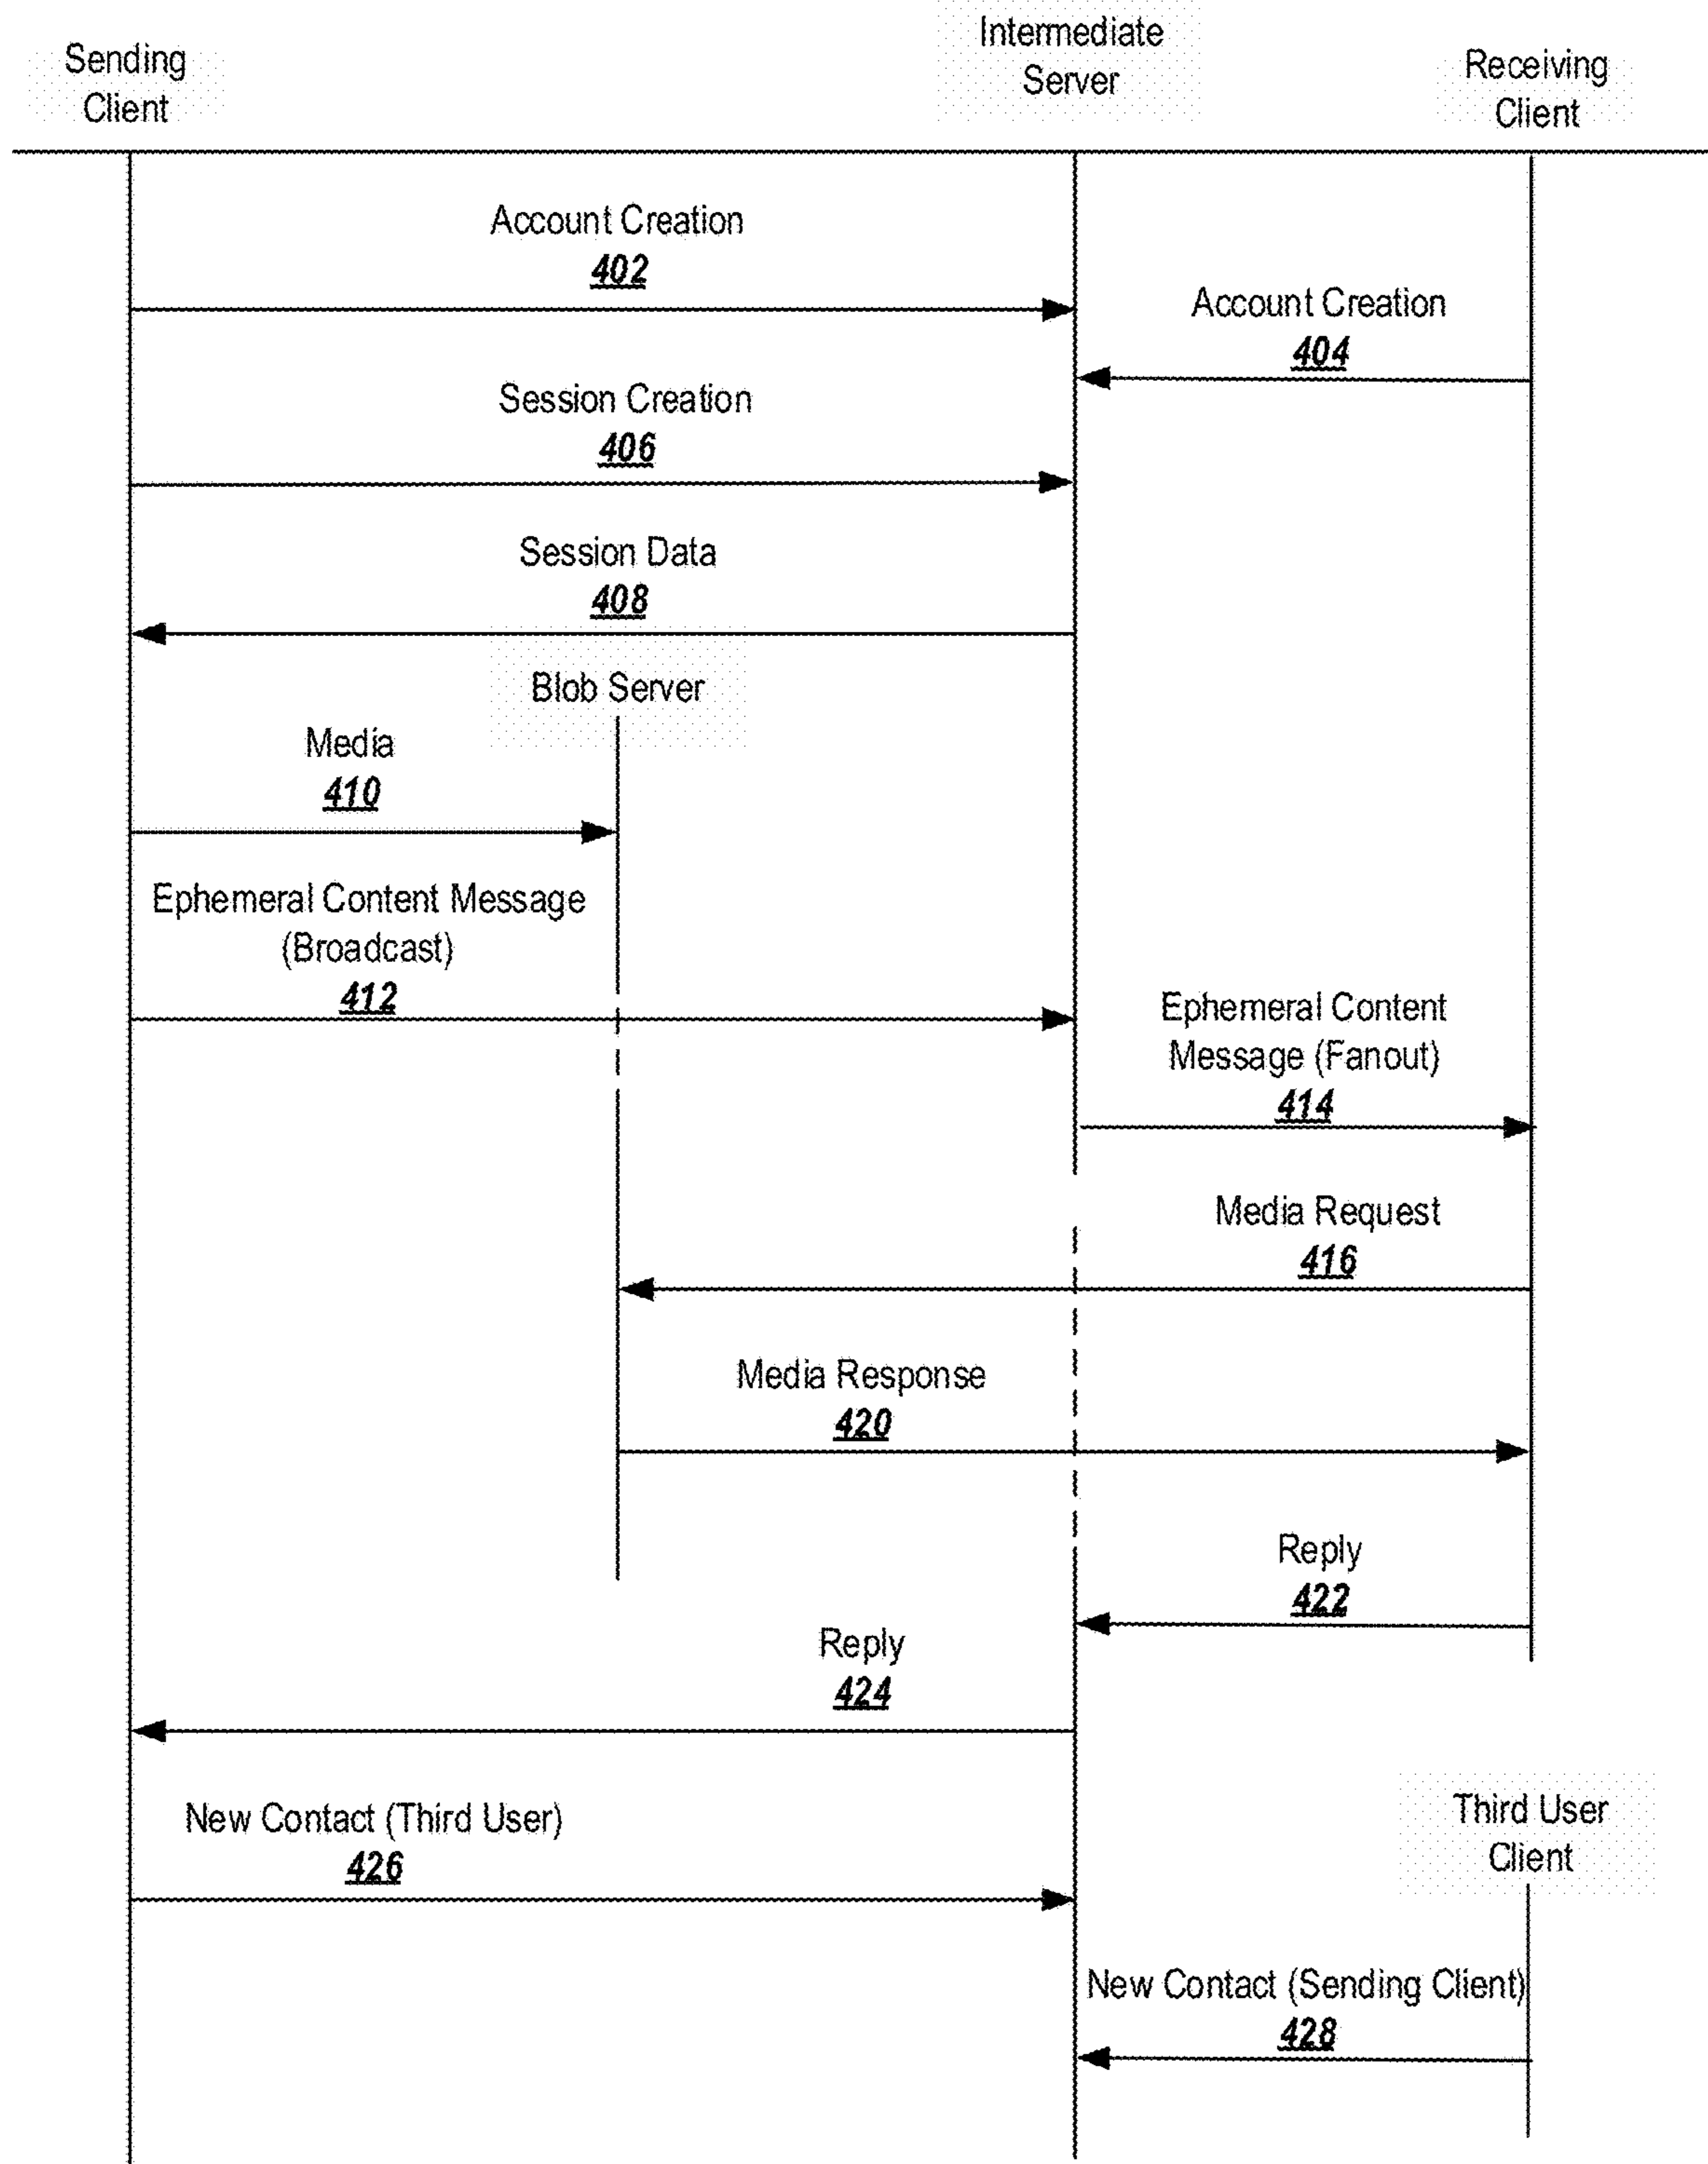 Sending
Client
Intermediate
Server
Receiving
Client
Account Creation
402
Account Creation
404
Session Creation
406
Session Data
408
Blob Server
Media
410
Ephemeral Content Message
(Broadcast)
412
Ephemeral Content
Message (Fanout)
414
Media Request
416
Media Response
420
Reply
422
Reply
424
New Contact (Third User)
426
Third User
Client
New Contact (Sending Client)
428